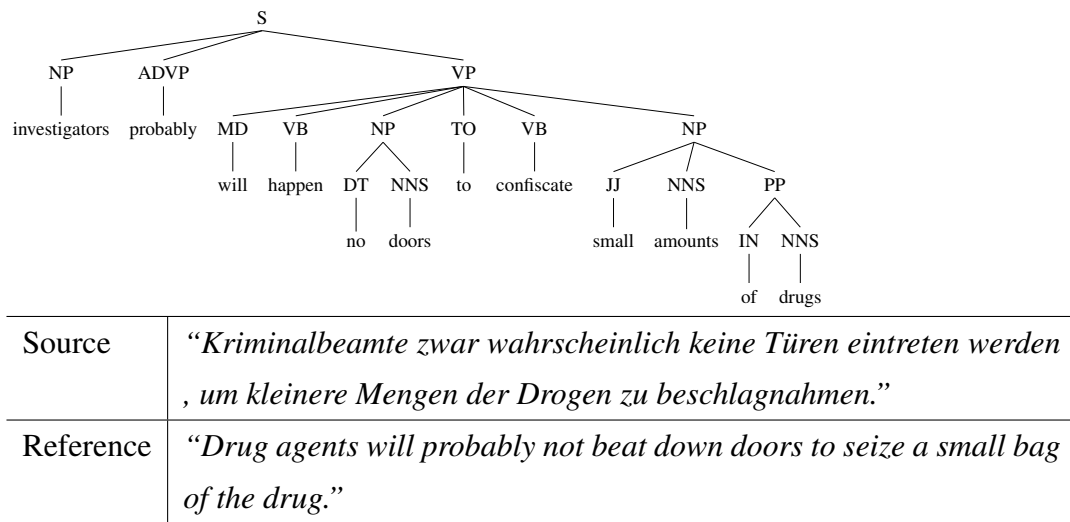 S
NP ADVP VP
investigators probably MD VB NP TO VB NP
will happen DT NNS to confiscate JJ NNS PP
no doors small amounts IN NNS
of drugs
Source “Kriminalbeamte zwar wahrscheinlich keine Türen eintreten werden
, um kleinere Mengen der Drogen zu beschlagnahmen.”
Reference “Drug agents will probably not beat down doors to seize a small bag
of the drug.”